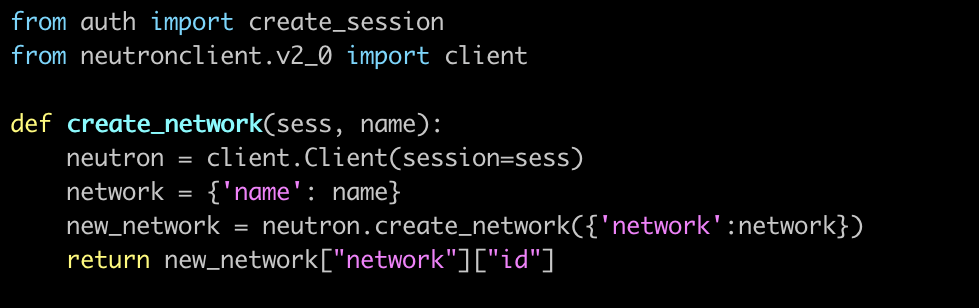 from auth import create_session
from neutronclient.v2_0 import client
def create_network(sess, name):
    neutron = client.Client(session=sess)
    network = {'name': name}
    new_network = neutron.create_network({'network':network})
    return new_network["network"]["id"]